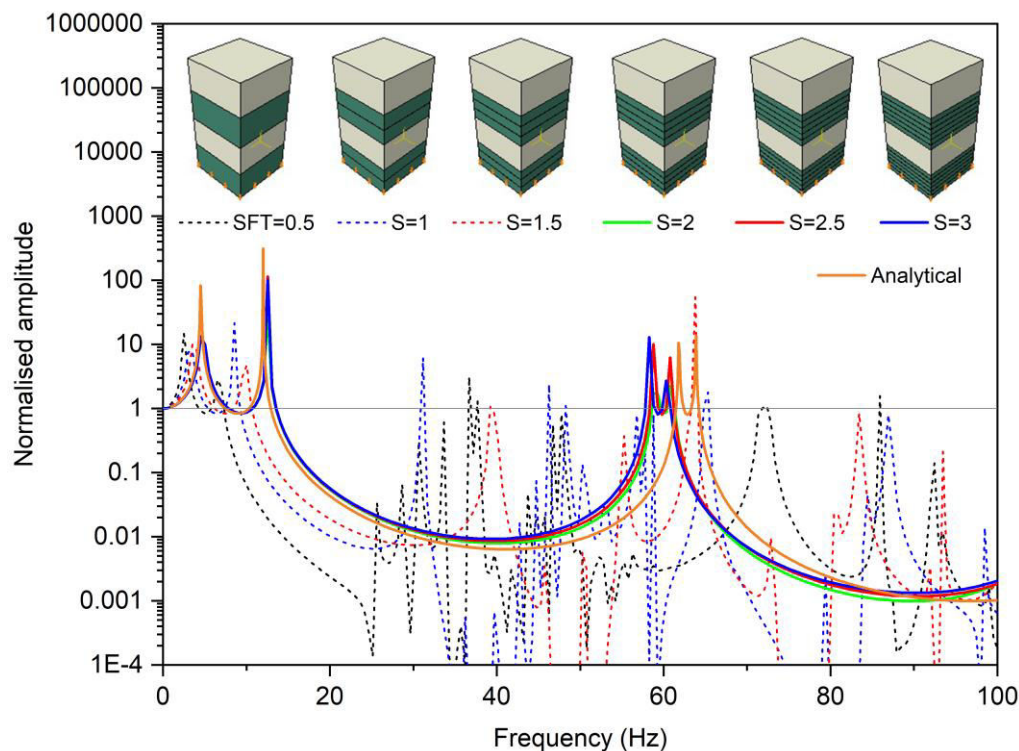 1000000
100000
10000
1000
100
10
1
0.1
0.01
0.001
1E-4
Normalised amplitude
SFT=0.5 S=1 S=1.5 S=2 S=2.5 S=3
Analytical
0 20 40 60 80 100
Frequency (Hz)